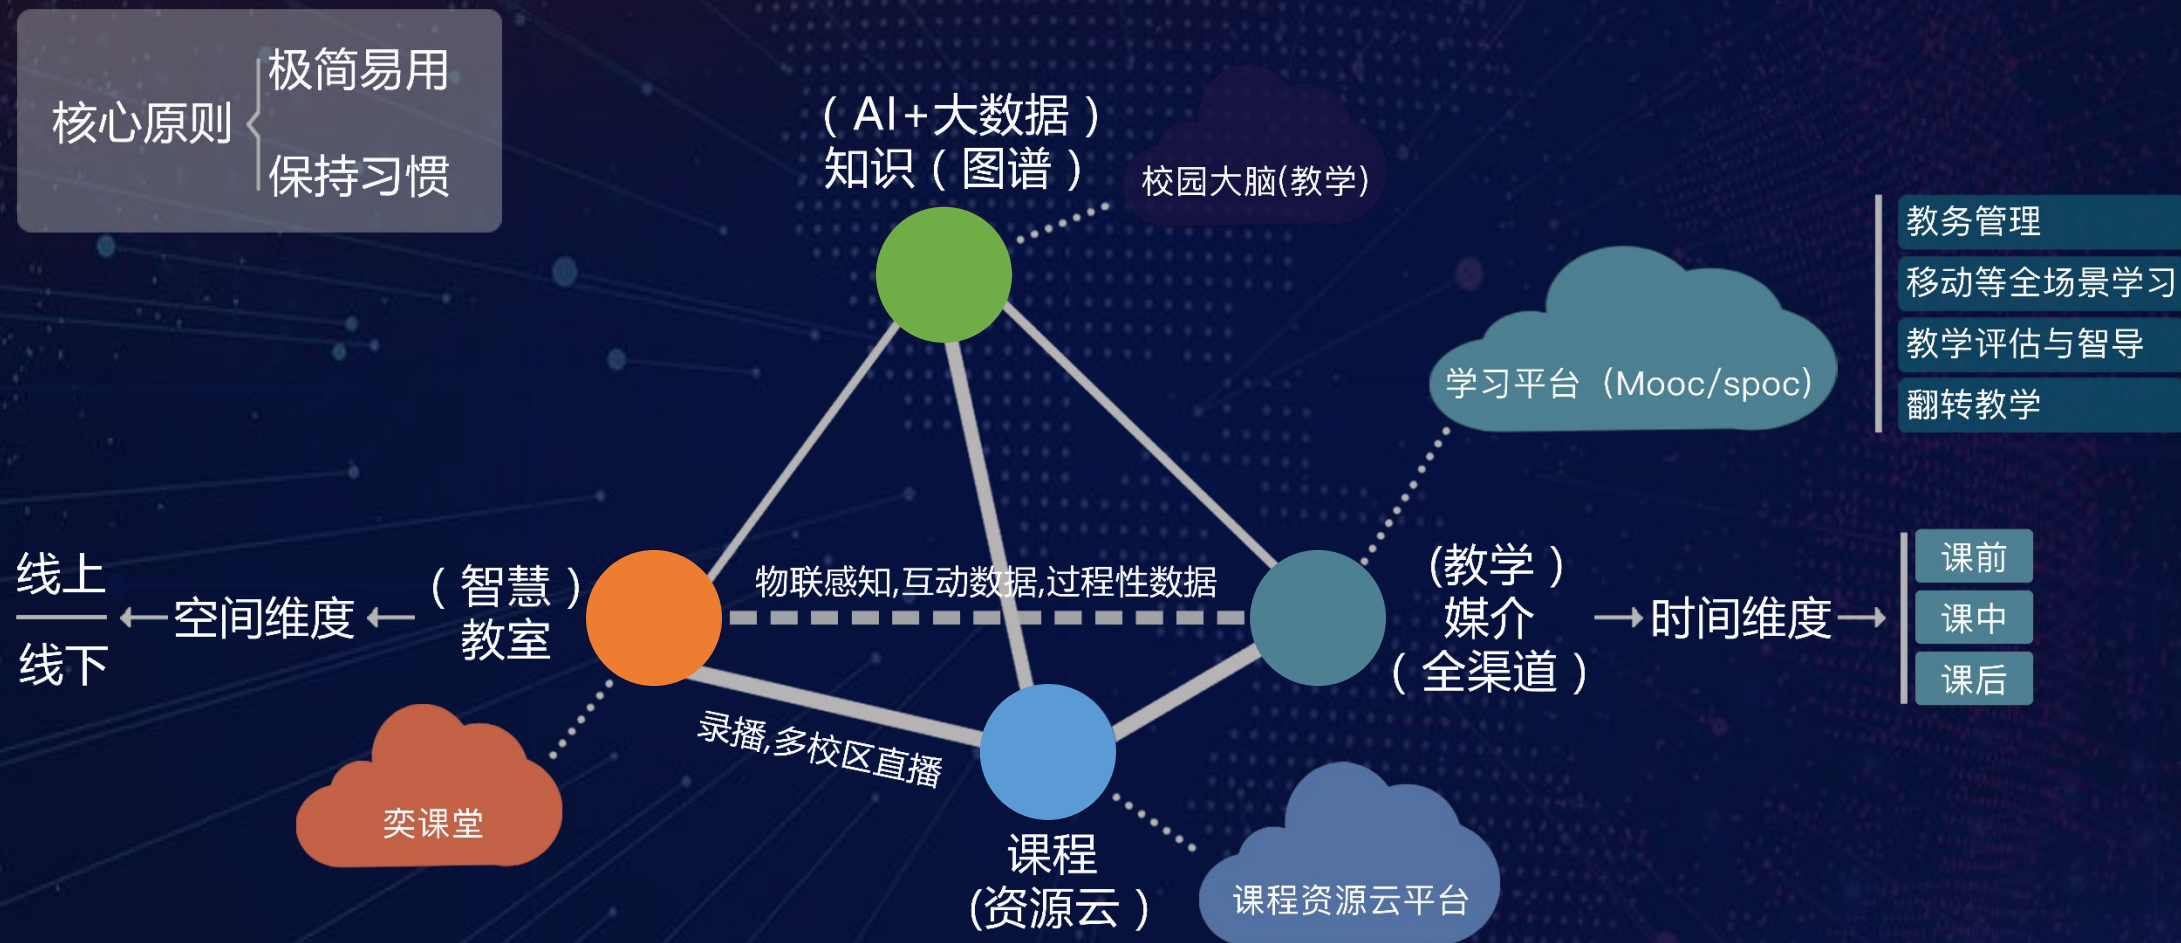 核心原则
极简易用
保持习惯
（AI+大数据）
知识（图谱）
校园大脑(教学)
教务管理
移动等全场景学习
教学评估与智导
翻转教学
学习平台（Mooc/spoc）
线上
线下
空间维度
（智慧）
教室
物联感知,互动数据,过程性数据
(教学）
媒介
（全渠道）
时间维度
课前
课中
课后
录播,多校区直播
奕课堂
课程
(资源云）
课程资源云平台